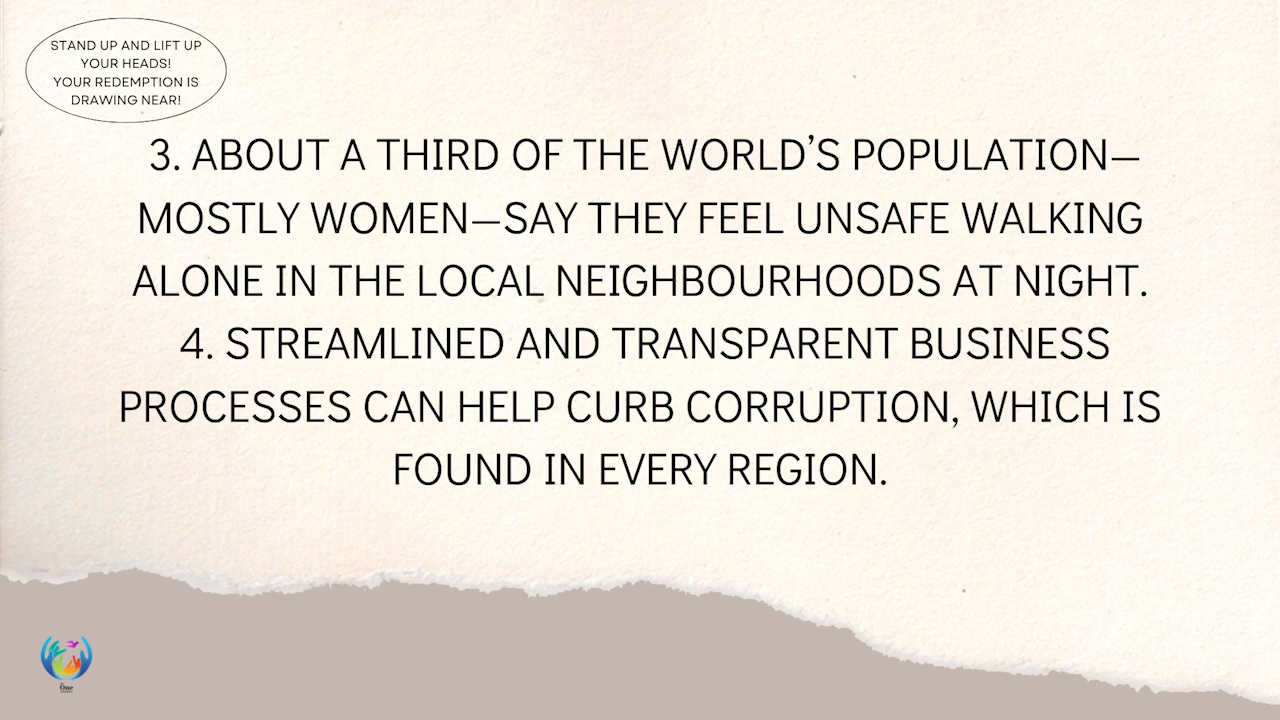 STAND UP AND LIFT UP
YOUR HEADS!
YOUR REDEMPTION IS
DRAWING NEAR!
3. ABOUT A THIRD OF THE WORLD’S POPULATION—
MOSTLY WOMEN—SAY THEY FEEL UNSAFE WALKING
ALONE IN THE LOCAL NEIGHBOURHOODS AT NIGHT.
4. STREAMLINED AND TRANSPARENT BUSINESS
PROCESSES CAN HELP CURB CORRUPTION, WHICH IS
FOUND IN EVERY REGION.
One